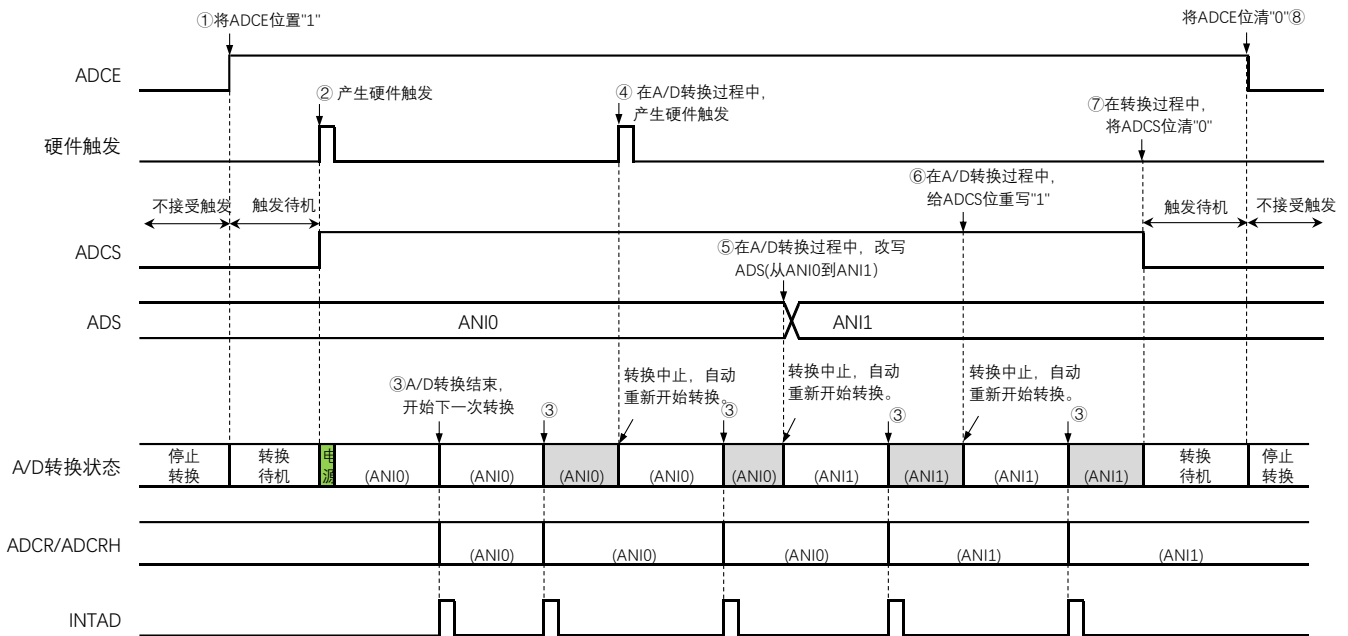 ①将ADCE位置"1"
将ADCE位清"0"⑧
ADCE
② 产生硬件触发
④ 在A/D转换过程中，
产生硬件触发
⑦在转换过程中，
将ADCS位清"0"
硬件触发
⑥在A/D转换过程中，
给ADCS位重写"1"
不接受触发
触发待机
触发待机
不接受触发
ADCS
⑤在A/D转换过程中，改写
ADS(从ANI0到ANI1）
ADS
ANI0
ANI1
③A/D转换结束，
开始下一次转换
③
转换中止，自动
重新开始转换。
③
转换中止，自动
重新开始转换。
③
转换中止，自动
重新开始转换。
③
A/D转换状态
停止
转换
转换
待机
电
源
(ANI0)
(ANI0)
(ANI0)
(ANI0)
(ANI0)
(ANI1)
(ANI1)
(ANI1)
(ANI1)
转换
待机
停止
转换
ADCR/ADCRH
(ANI0)
(ANI0)
(ANI0)
(ANI1)
(ANI1)
INTAD